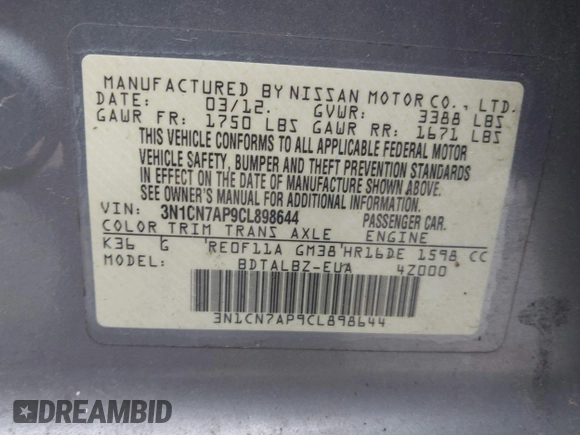 MANUFACTURED BY NISSAN MOTOR CO., LTD.
DATE: 03/12. GVWR: 3388 LBS
GAWR FR: 1750 LBS GAWR RR: 1671 LBS
THIS VEHICLE CONFORMS TO ALL APPLICABLE FEDERAL MOTOR
VEHICLE SAFETY, BUMPER AND THEFT PREVENTION STANDARDS
IN EFFECT ON THE DATE OF MANUFACTURE SHOWN ABOVE.
SEE OWNER'S MANUAL FOR ADDITIONAL INFORMATION.
VIN: 3N1CN7AP9CL898644 PASSENGER CAR.
COLOR TRIM TRANS AXLE ENGINE
K36 G RE0F11A GM38 HR16DE 1598 CC
MODEL: BDTALBZ-EUA 4Z000
3N1CN7AP9CL898644
DREAMBID